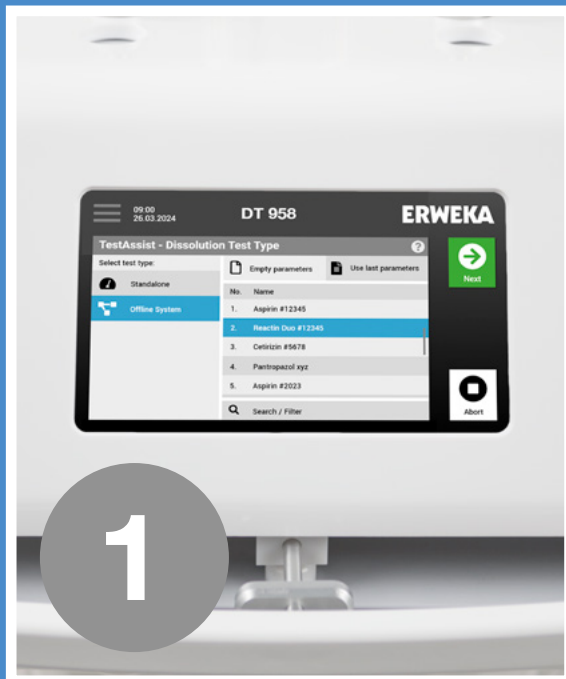 09:00
26.03.2024
DT 958
ERWEKA
TestAssist - Dissolution Test Type
?
Select test type:
Standalone
Offline System
Empty parameters
Use last parameters
No. Name
1. Aspirin #12345
2. Reactin Duo #12345
3. Cetirizin #5678
4. Pantropazol xyz
5. Aspirin #2023
Search / Filter
Next
Abort
1